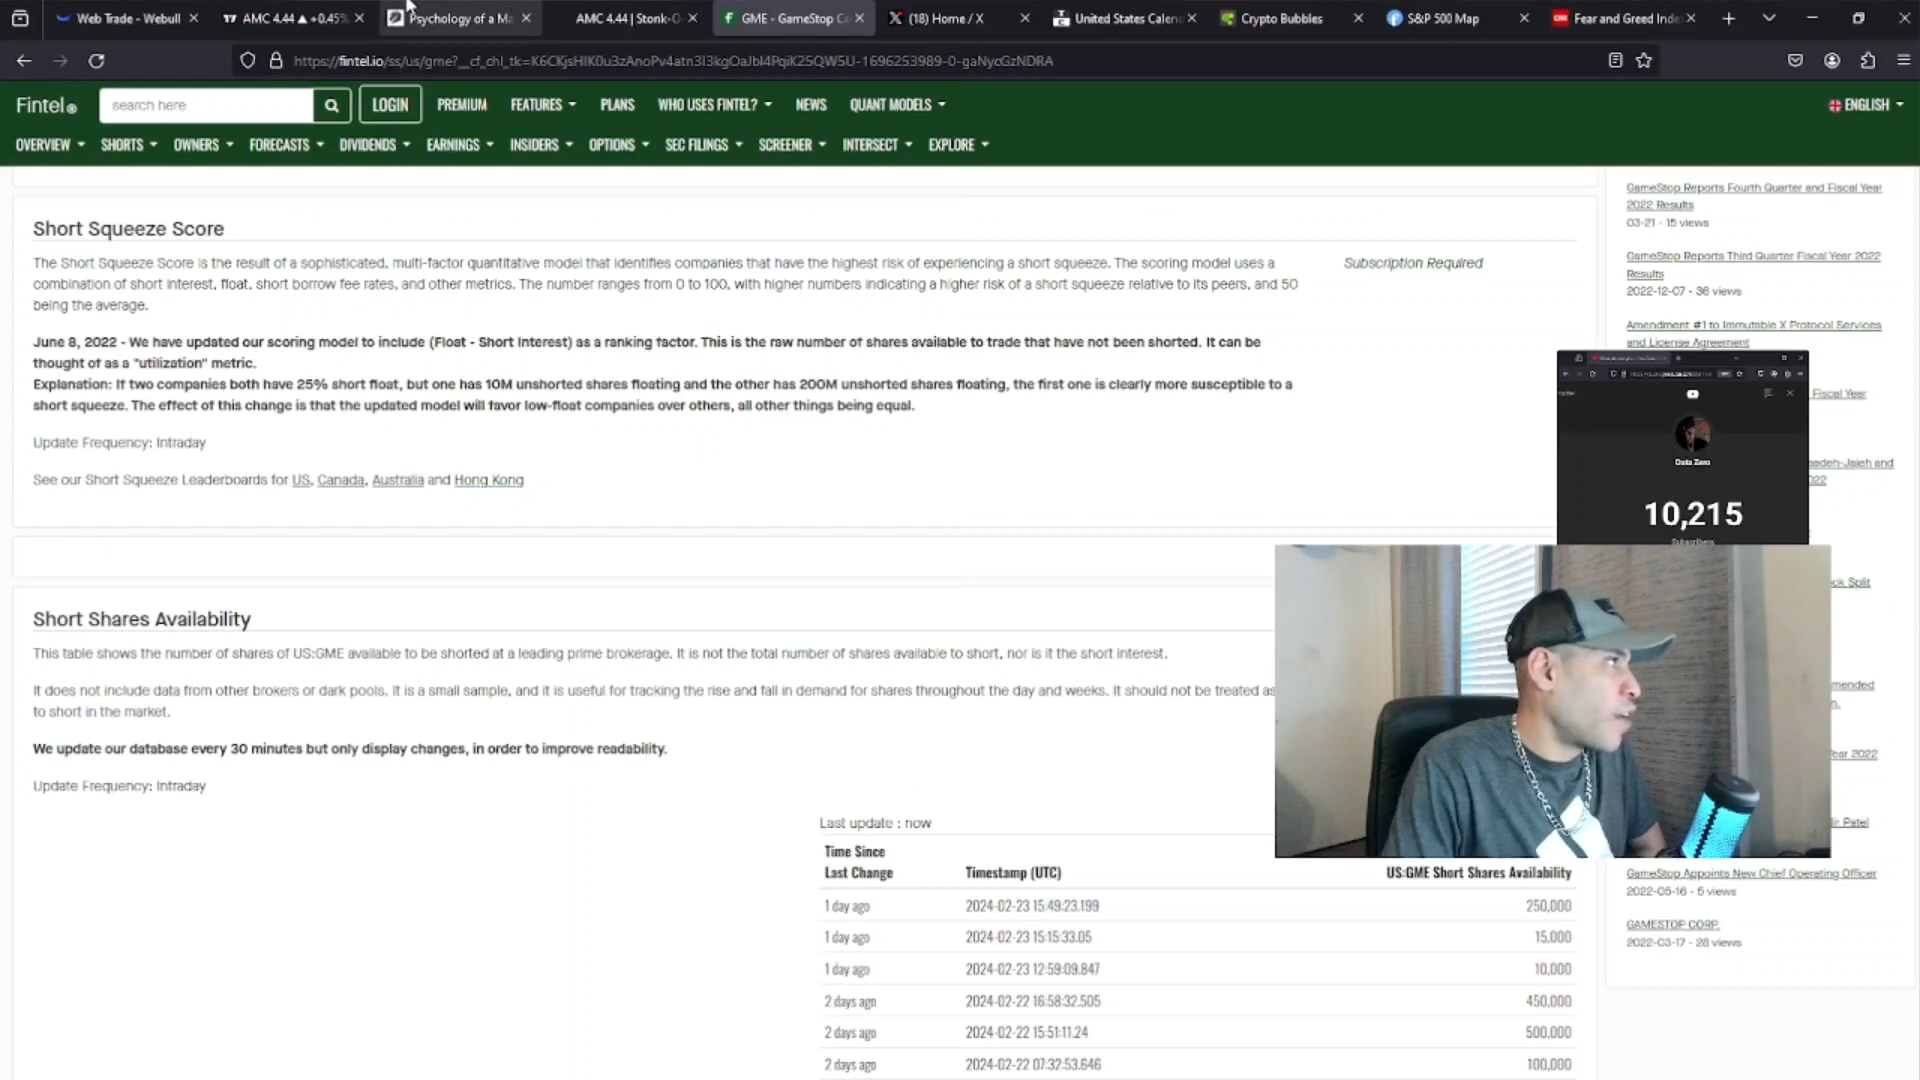 Web Trade - Webull
AMC 4.44 ▲ +0.45%
Psychology of a Ma
AMC 4.44 | Stonk-O
GME - GameStop Co
(18) Home / X
United States Calen
Crypto Bubbles
S&P 500 Map
Fear and Greed Inde
Fintel
search here
LOGIN
PREMIUM
FEATURES
PLANS
WHO USES FINTEL?
NEWS
QUANT MODELS
ENGLISH
OVERVIEW
SHORTS
OWNERS
FORECASTS
DIVIDENDS
EARNINGS
INSIDERS
OPTIONS
SEC FILINGS
SCREENER
INTERSECT
EXPLORE
Short Squeeze Score
The Short Squeeze Score is the result of a sophisticated, multi-factor quantitative model that identifies companies that have the highest risk of experiencing a short squeeze. The scoring model uses a
combination of short interest, float, short borrow fee rates, and other metrics. The number ranges from 0 to 100, with higher numbers indicating a higher risk of a short squeeze relative to its peers, and 50
being the average.
Subscription Required
June 8, 2022 - We have updated our scoring model to include (Float - Short Interest) as a ranking factor. This is the raw number of shares available to trade that have not been shorted. It can be
thought of as a "utilization" metric.
Explanation: If two companies both have 25% short float, but one has 10M unshorted shares floating and the other has 200M unshorted shares floating, the first one is clearly more susceptible to a
short squeeze. The effect of this change is that the updated model will favor low-float companies over others, all other things being equal.
Update Frequency: Intraday
See our Short Squeeze Leaderboards for US, Canada, Australia and Hong Kong
Short Shares Availability
This table shows the number of shares of US:GME available to be shorted at a leading prime brokerage. It is not the total number of shares available to short, nor is it the short interest.
It does not include data from other brokers or dark pools. It is a small sample, and it is useful for tracking the rise and fall in demand for shares throughout the day and weeks. It should not be treated as
to short in the market.
We update our database every 30 minutes but only display changes, in order to improve readability.
Update Frequency: Intraday
Last update : now
Time Since
Last Change
Timestamp (UTC)
US:GME Short Shares Availability
1 day ago 2024-02-23 15:49:23.199 250,000
1 day ago 2024-02-23 15:15:33.05 15,000
1 day ago 2024-02-23 12:59:09.847 10,000
2 days ago 2024-02-22 16:58:32.505 450,000
2 days ago 2024-02-22 15:51:11.24 500,000
2 days ago 2024-02-22 07:32:53.646 100,000
GameStop Reports Fourth Quarter and Fiscal Year
2022 Results
03-21 - 15 views
GameStop Reports Third Quarter Fiscal Year 2022
Results
2022-12-07 - 36 views
Amendment #1 to Immutable X Protocol Services
and License Agreement
Fiscal Year
Data Zero
10,215
Subscribers
ck Split
mended
ear 2022
ir Patel
GameStop Appoints New Chief Operating Officer
2022-05-16 - 5 views
GAMESTOP CORP.
2022-03-17 - 28 views